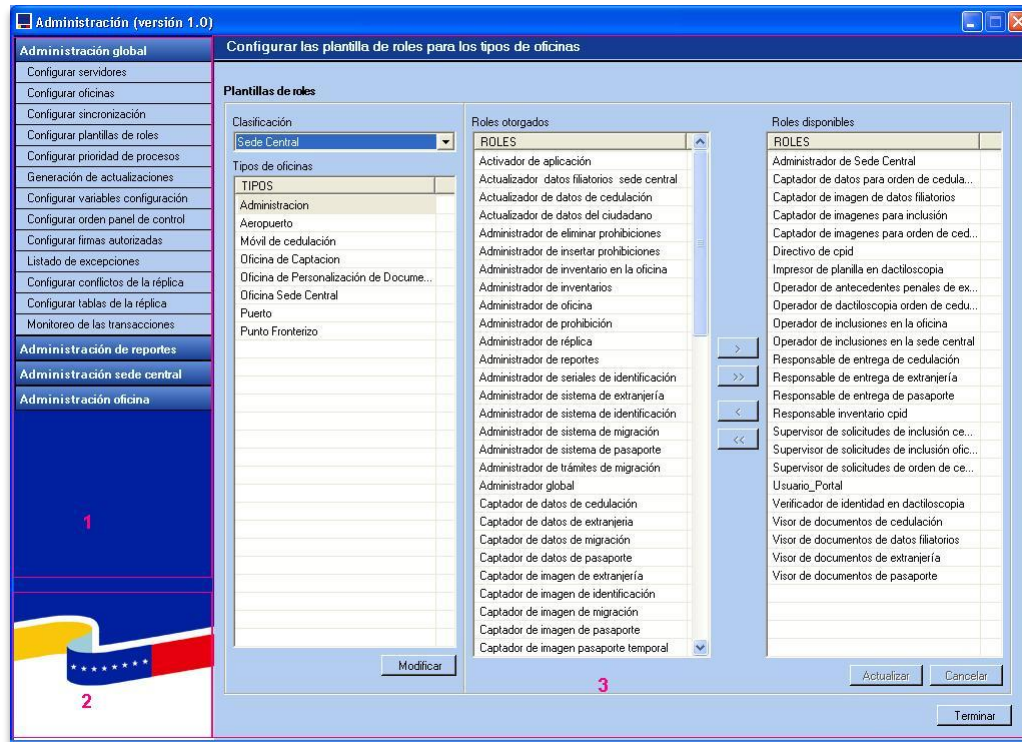 Administración (versión 1.0)
Administración global
Configurar servidores
Configurar oficinas
Configurar sincronización
Configurar plantillas de roles
Configurar prioridad de procesos
Generación de actualizaciones
Configurar variables configuración
Configurar orden panel de control
Configurar firmas autorizadas
Listado de excepciones
Configurar conflictos de la réplica
Configurar tablas de la réplica
Monitoreo de las transacciones
Administración de reportes
Administración sede central
Administración oficina
1
2
Configurar las plantilla de roles para los tipos de oficinas
Plantillas de roles
Clasificación
Sede Central
Tipos de oficinas
TIPOS
Administracion
Aeropuerto
Móvil de cedulación
Oficina de Captacion
Oficina de Personalización de Docume...
Oficina Sede Central
Puerto
Punto Fronterizo
Modificar
Roles otorgados
ROLES
Activador de aplicación
Actualizador datos filiatorios sede central
Actualizador de datos de cedulación
Actualizador de datos del ciudadano
Administrador de eliminar prohibiciones
Administrador de insertar prohibiciones
Administrador de inventario en la oficina
Administrador de inventarios
Administrador de oficina
Administrador de prohibición
Administrador de réplica
Administrador de reportes
Administrador de seriales de identificación
Administrador de sistema de extranjería
Administrador de sistema de identificación
Administrador de sistema de migración
Administrador de sistema de pasaporte
Administrador de trámites de migración
Administrador global
Captador de datos de cedulación
Captador de datos de extranjeria
Captador de datos de migración
Captador de datos de pasaporte
Captador de imagen de extranjería
Captador de imagen de identificación
Captador de imagen de migración
Captador de imagen de pasaporte
Captador de imagen pasaporte temporal
3
>
>>
<
<<
Roles disponibles
ROLES
Administrador de Sede Central
Captador de datos para orden de cedula...
Captador de imagen de datos filiatorios
Captador de imagenes para inclusión
Captador de imagenes para orden de ced...
Directivo de cpid
Impresor de planilla en dactiloscopia
Operador de antecedentes penales de ex...
Operador de dactiloscopia orden de cedu...
Operador de inclusiones en la oficina
Operador de inclusiones en la sede central
Responsable de entrega de cedulación
Responsable de entrega de extranjería
Responsable de entrega de pasaporte
Responsable inventario cpid
Supervisor de solicitudes de inclusión ce...
Supervisor de solicitudes de inclusión ofic...
Supervisor de solicitudes de orden de ce...
Usuario_Portal
Verificador de identidad en dactiloscopia
Visor de documentos de cedulación
Visor de documentos de datos filiatorios
Visor de documentos de extranjería
Visor de documentos de pasaporte
Actualizar
Cancelar
Terminar